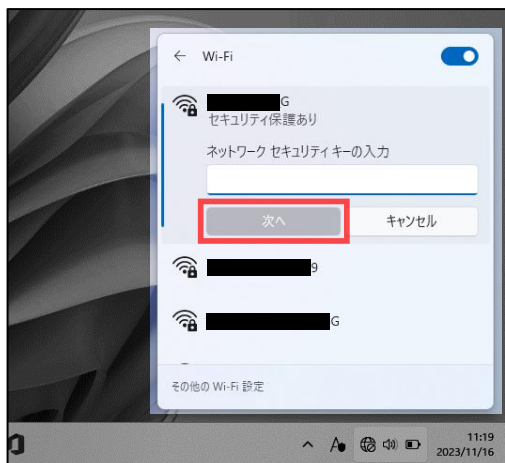 Wi-Fi
G
セキュリティ保護あり
ネットワーク セキュリティ キーの入力
次へ
キャンセル
9
G
その他の Wi-Fi 設定
A
11:19
2023/11/16